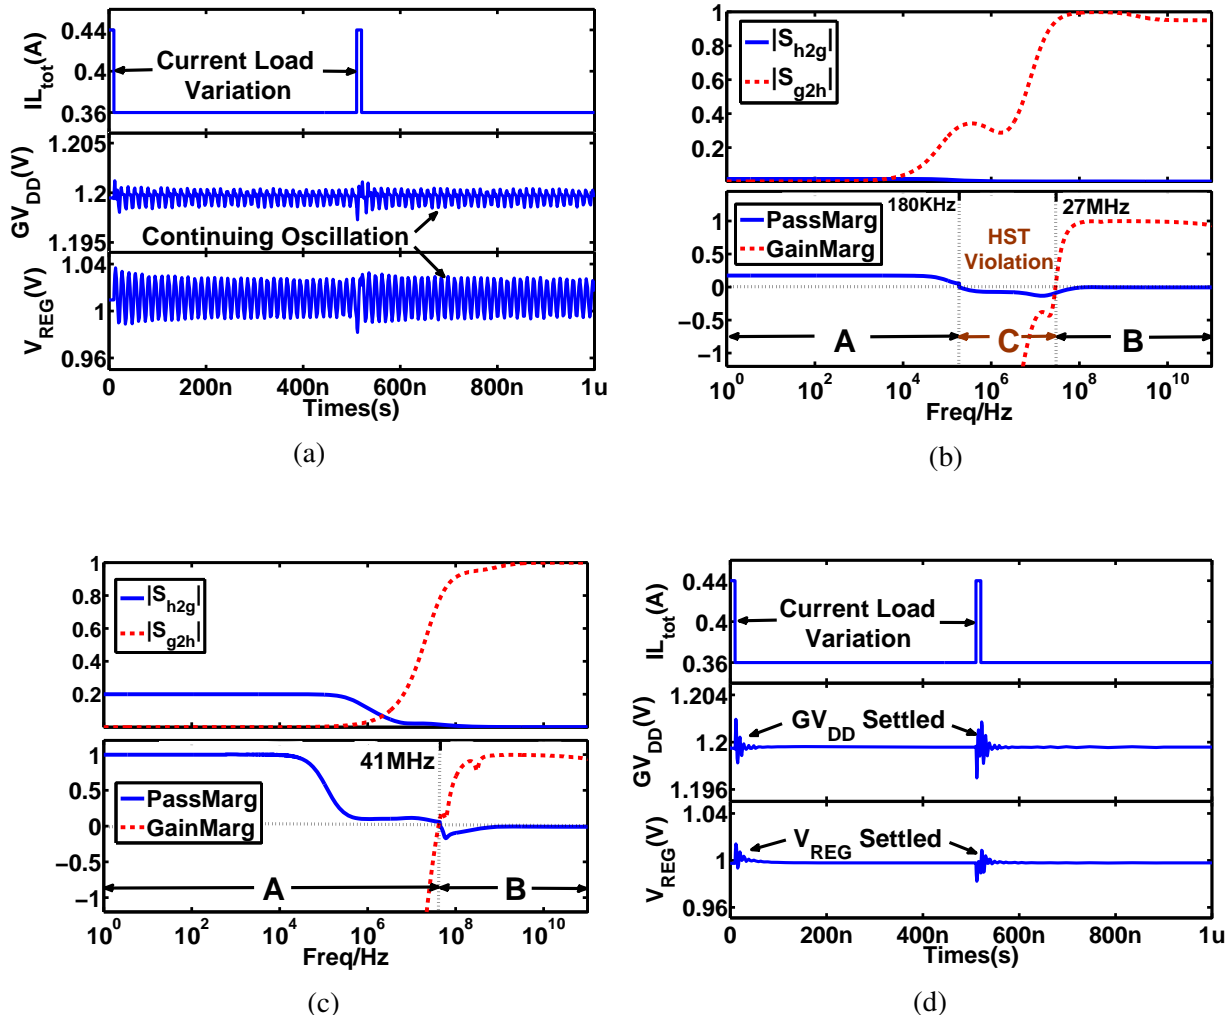 0.44
0.4
0.36
IL_tot(A)
Current Load
Variation
1.205
1.2
1.195
GV_DD(V)
Continuing Oscillation
1.04
1
0.96
V_REG(V)
0 200n 400n 600n 800n 1u
Times(s)
(a)
1
0.8
0.6
0.4
0.2
|S_h2g|
|S_g2h|
180KHz
27MHz
1
0.5
0
−0.5
−1
PassMarg
GainMarg
HST
Violation
A C B
10^0 10^2 10^4 10^6 10^8 10^10
Freq/Hz
(b)
1
0.8
0.6
0.4
0.2
|S_h2g|
|S_g2h|
41MHz
1
0.5
0
−0.5
−1
PassMarg
GainMarg
A B
10^0 10^2 10^4 10^6 10^8 10^10
Freq/Hz
(c)
0.44
0.4
0.36
IL_tot(A)
Current Load
Variation
1.204
1.2
1.196
GV_DD(V)
GV_DD Settled
1.04
1
0.96
V_REG(V)
V_REG Settled
0 200n 400n 600n 800n 1u
Times(s)
(d)